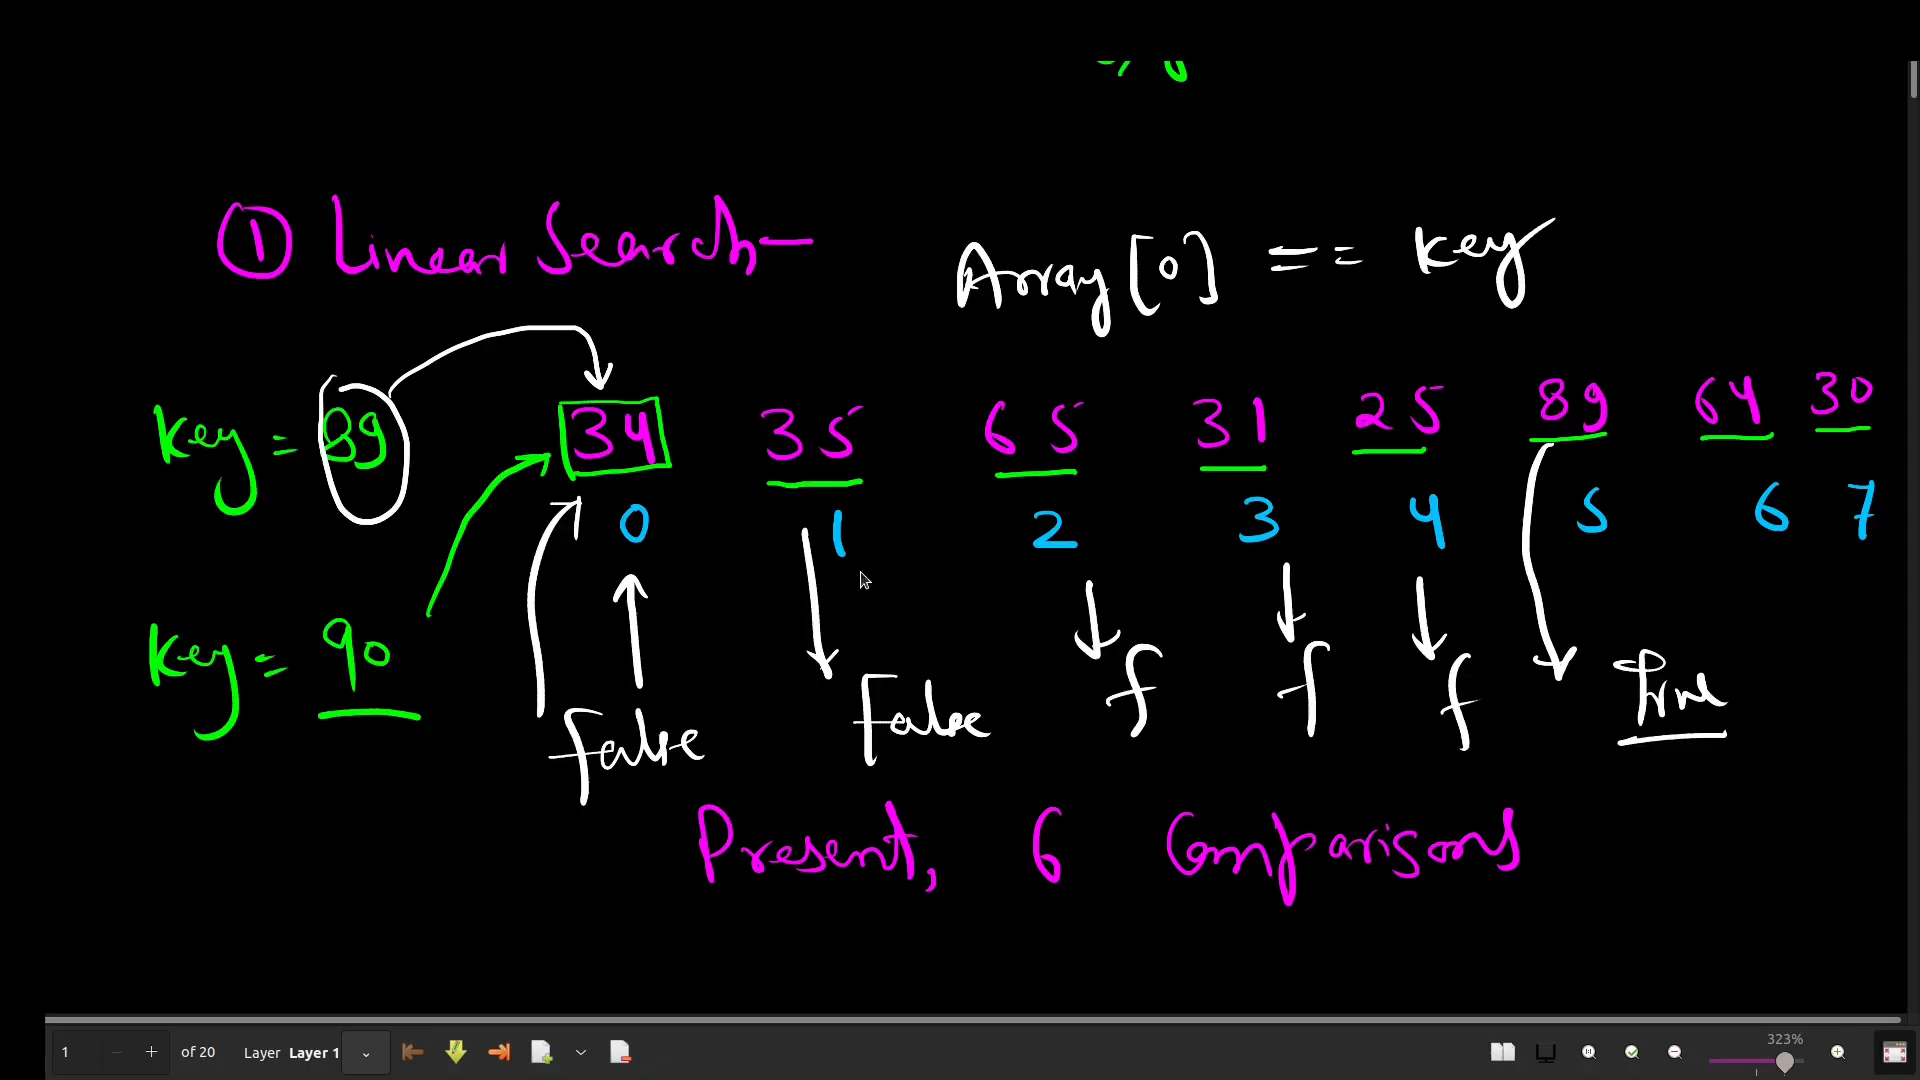 ① Linear Search-
Array[0] == key
key = 89 34 35 65 31 25 89 64 30
0 1 2 3 4 5 6 7
key = 90
false false f f f True
Present, 6 Comparisons
1 of 20 Layer Layer 1 323%